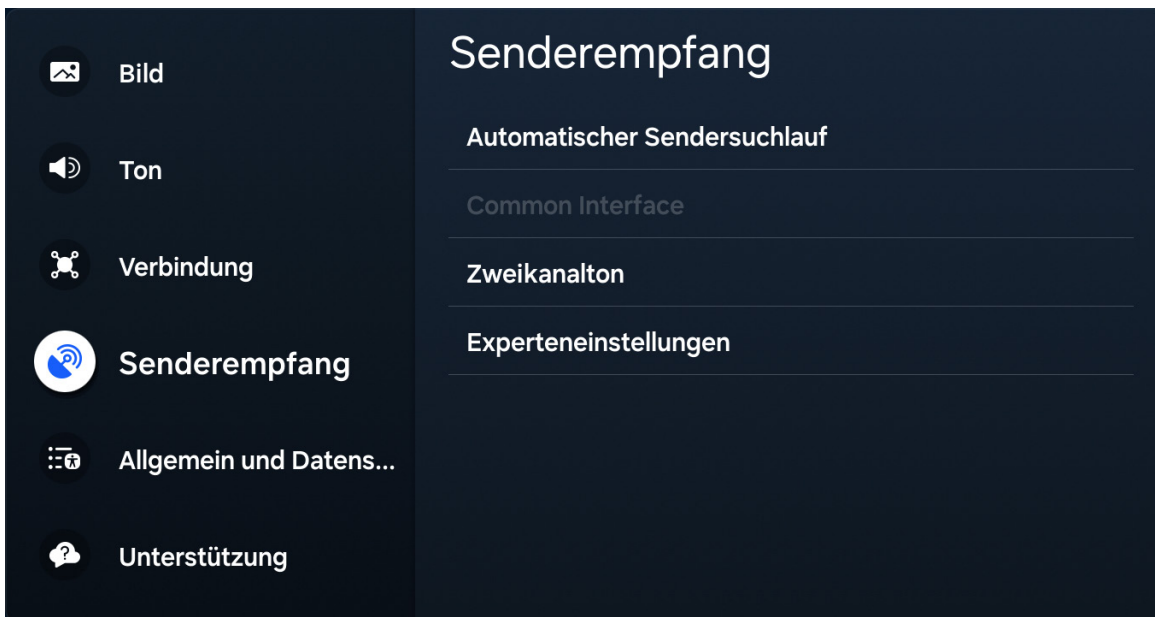 Bild
Ton
Verbindung
Senderempfang
Allgemein und Datens...
Unterstützung
Senderempfang
Automatischer Sendersuchlauf
Common Interface
Zweikanalton
Experteneinstellungen